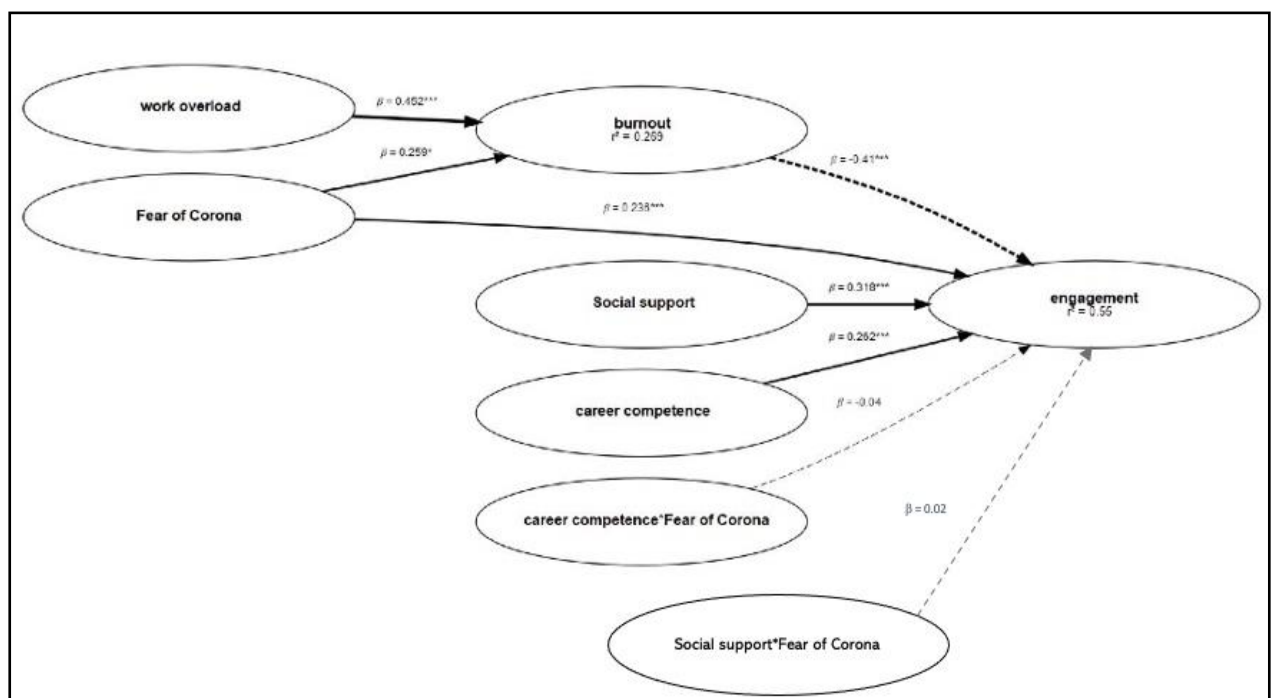 work overload
β = 0.452***
burnout
r² = 0.269
β = 0.259*
β = -0.41***
Fear of Corona
β = 0.238***
Social support
β = 0.318***
engagement
r² = 0.55
β = 0.262***
career competence
β = -0.04
career competence*Fear of Corona
β = 0.02
Social support*Fear of Corona